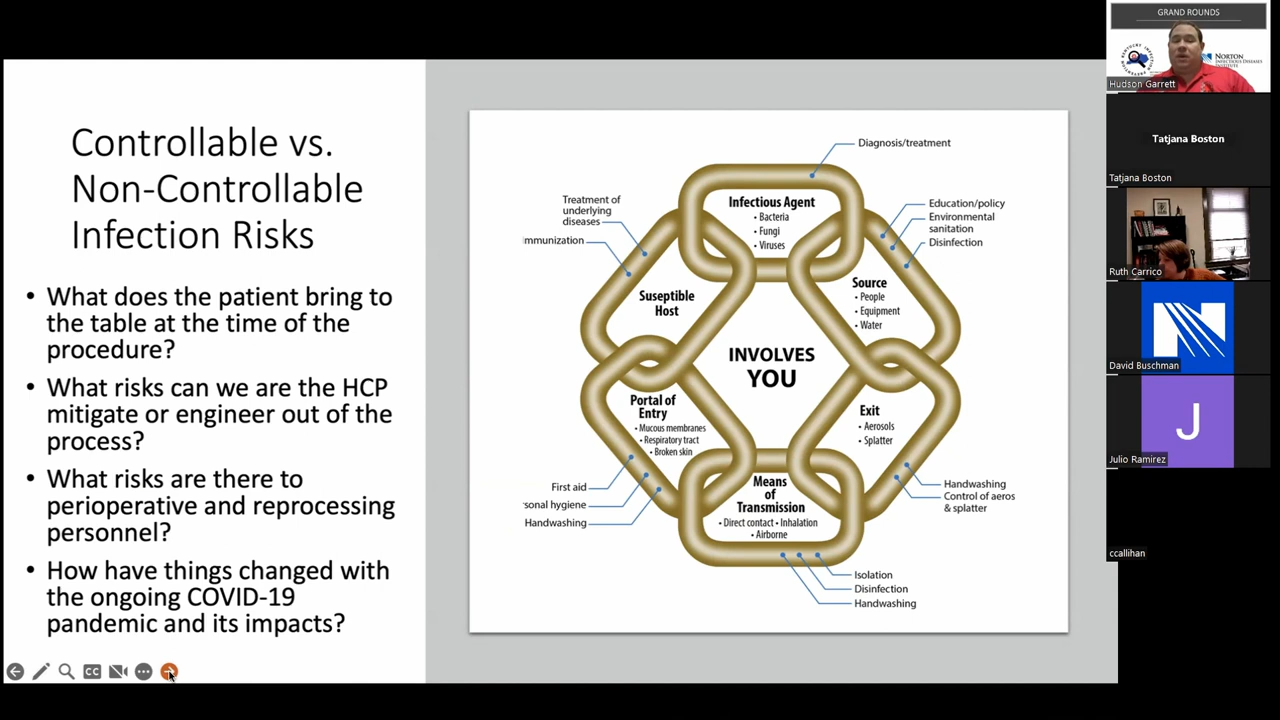 Controllable vs.
Non-Controllable
Infection Risks
• What does the patient bring to
the table at the time of the
procedure?
• What risks can we are the HCP
mitigate or engineer out of the
process?
• What risks are there to
perioperative and reprocessing
personnel?
• How have things changed with
the ongoing COVID-19
pandemic and its impacts?
CC
Diagnosis/treatment
Infectious Agent
• Bacteria
• Fungi
• Viruses
Education/policy
Environmental
sanitation
Disinfection
Source
• People
• Equipment
• Water
Exit
• Aerosols
• Splatter
Handwashing
Control of aeros
& splatter
Means
of
Transmission
• Direct contact • Inhalation
• Airborne
Isolation
Disinfection
Handwashing
Portal of
Entry
• Mucous membranes
• Respiratory tract
• Broken skin
First aid
sonal hygiene
Handwashing
Suseptible
Host
Treatment of
underlying
diseases
mmunization
INVOLVES
YOU
GRAND ROUNDS
NORTON
INFECTIOUS DISEASES
INSTITUTE
Hudson Garrett
Tatjana Boston
Tatjana Boston
Ruth Carrico
David Buschman
J
Julio Ramirez
ccallihan